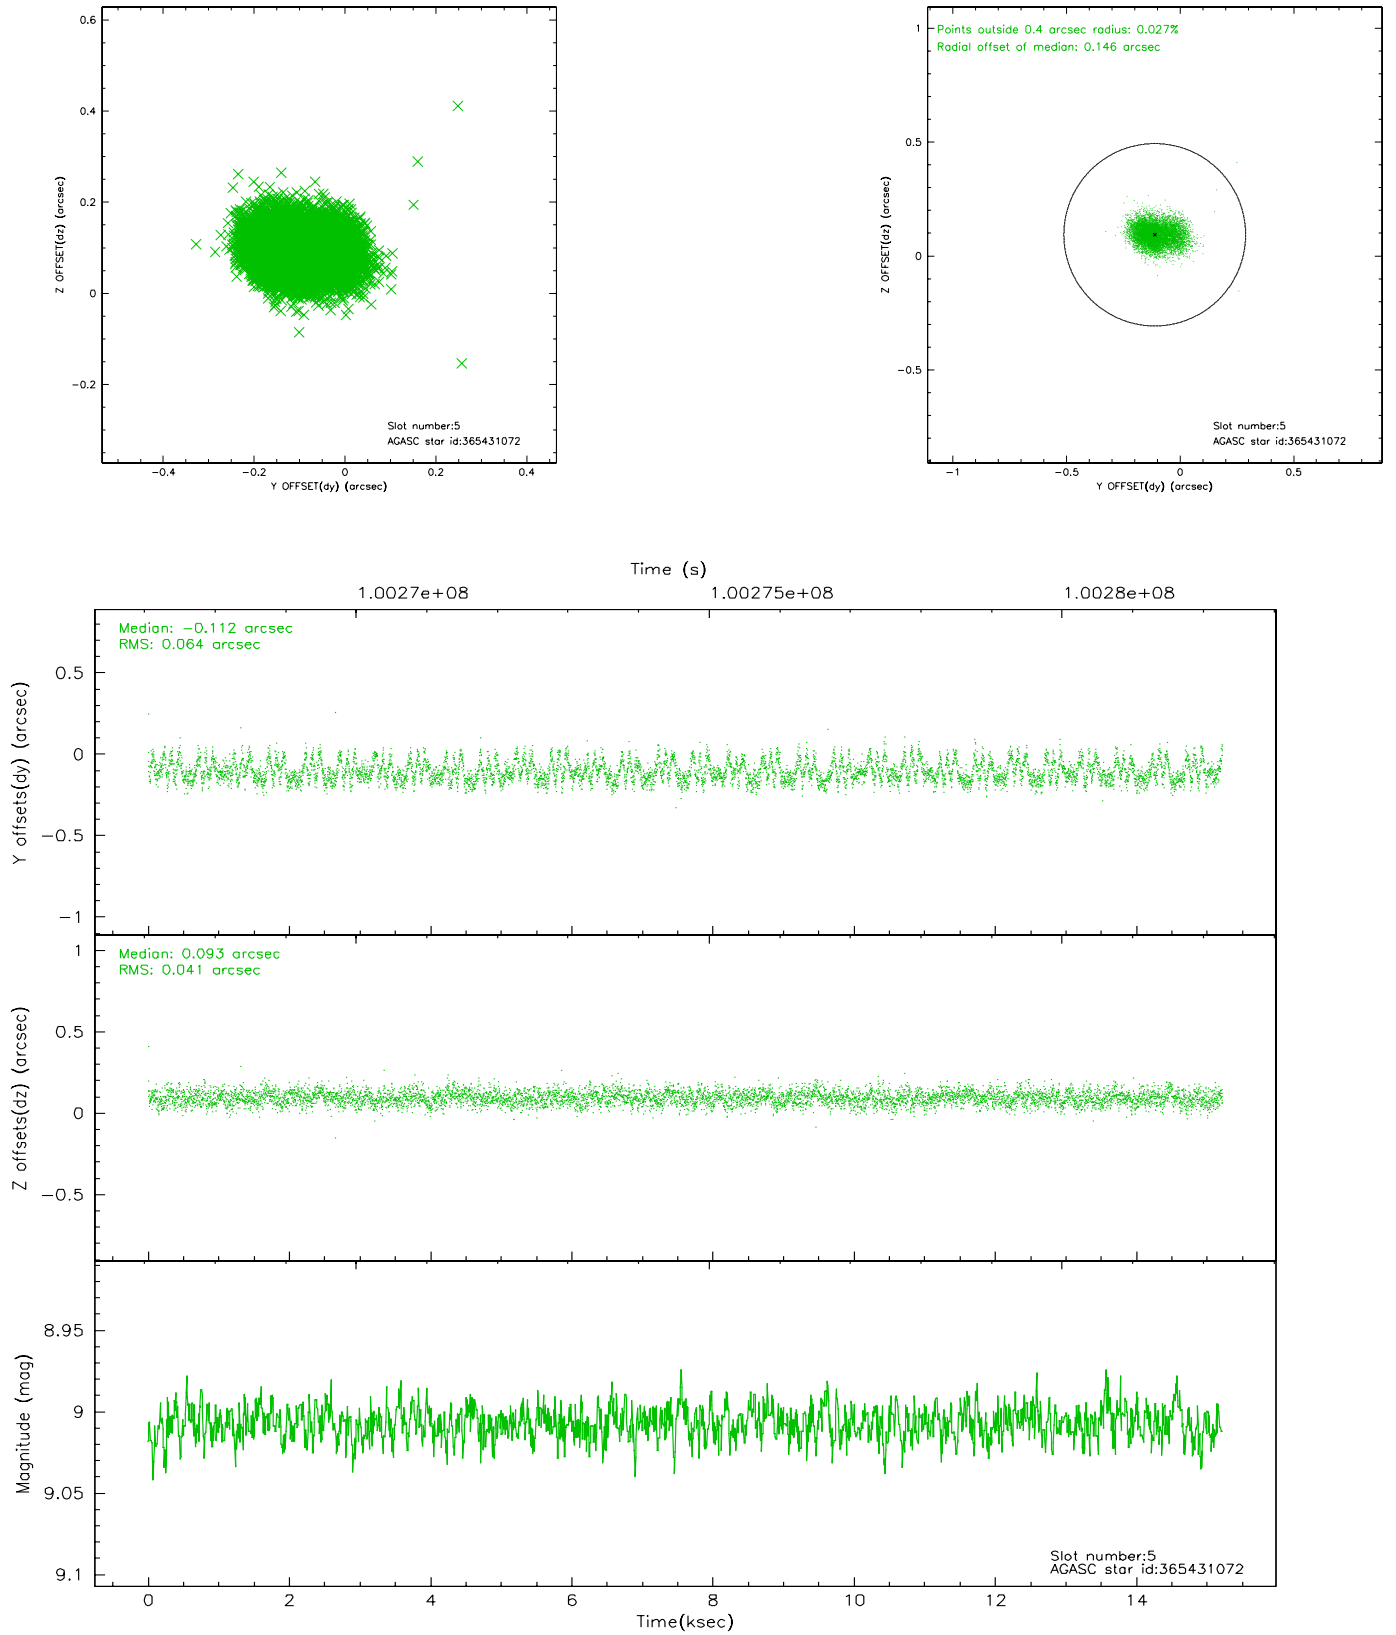 0.6
0.4
0.2
0
−0.2
Z OFFSET(dz) (arcsec)
Slot number:5
AGASC star id:365431072
−0.4 −0.2 0 0.2 0.4
Y OFFSET(dy) (arcsec)
Points outside 0.4 arcsec radius: 0.027%
Radial offset of median: 0.146 arcsec
1
0.5
0
−0.5
Z OFFSET(dz) (arcsec)
Slot number:5
AGASC star id:365431072
−1 −0.5 0 0.5
Y OFFSET(dy) (arcsec)
Time (s)
1.0027e+08 1.00275e+08 1.0028e+08
Median: −0.112 arcsec
RMS: 0.064 arcsec
0.5
0
−0.5
−1
Y offsets(dy) (arcsec)
Median: 0.093 arcsec
RMS: 0.041 arcsec
1
0.5
0
−0.5
Z offsets(dz) (arcsec)
8.95
9
9.05
9.1
Magnitude (mag)
Slot number:5
AGASC star id:365431072
0 2 4 6 8 10 12 14
Time(ksec)